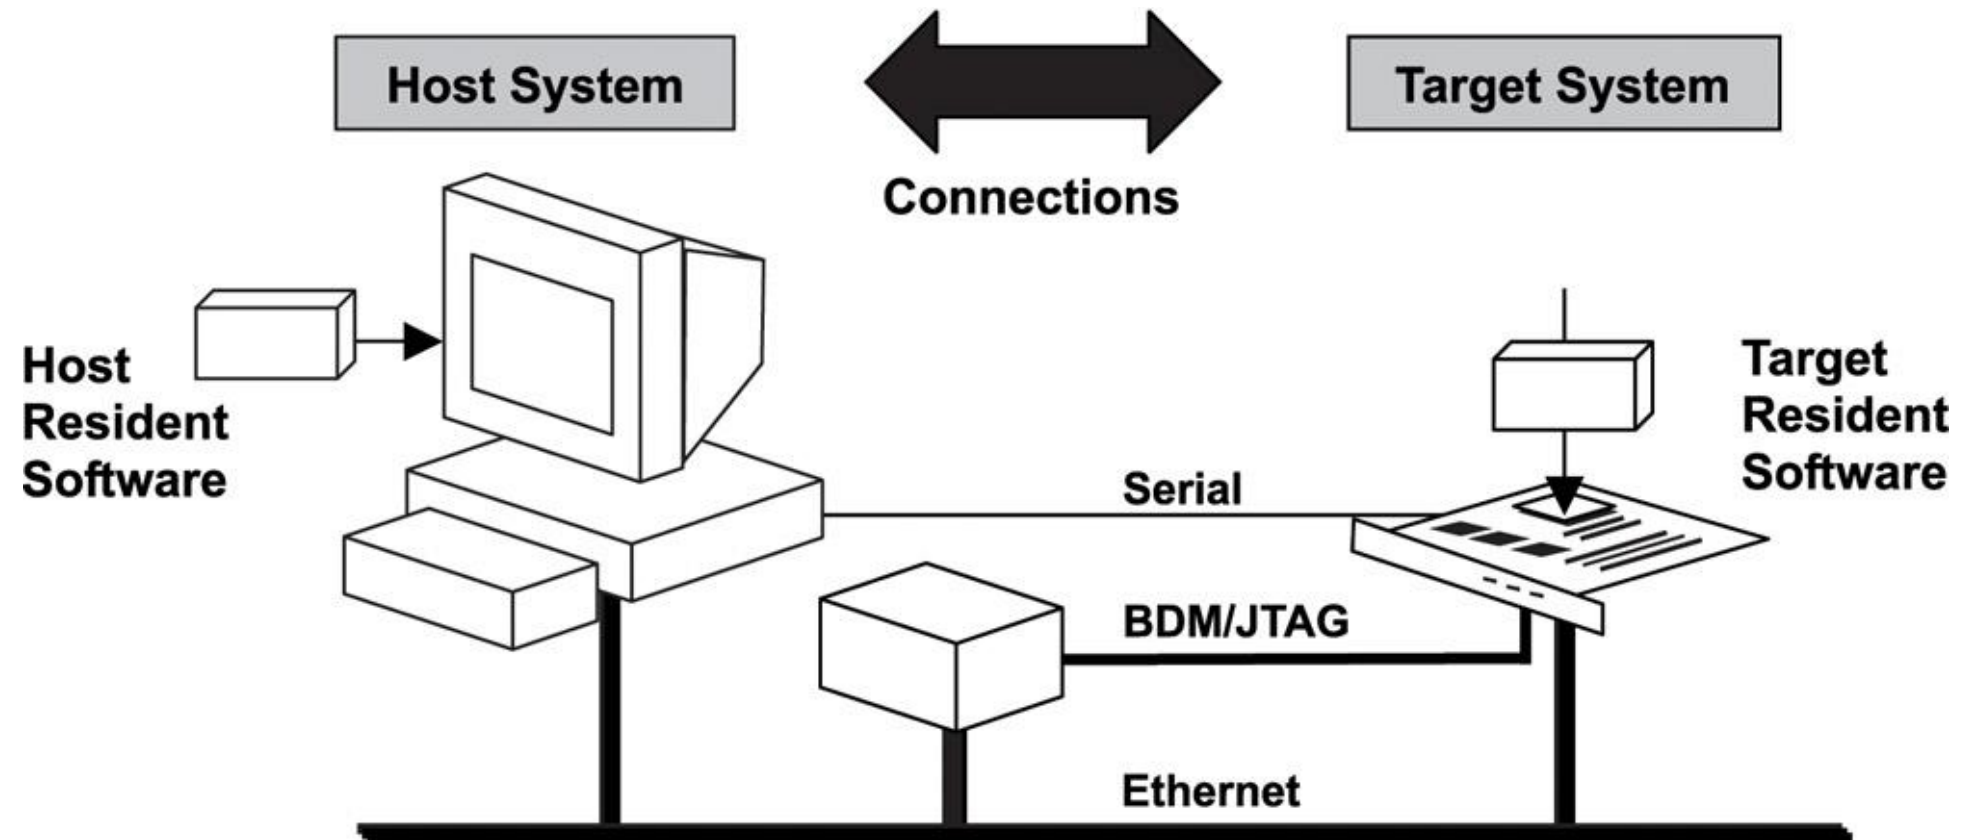 Host System
Target System
Connections
Host
Resident
Software
Target
Resident
Software
Serial
BDM/JTAG
Ethernet